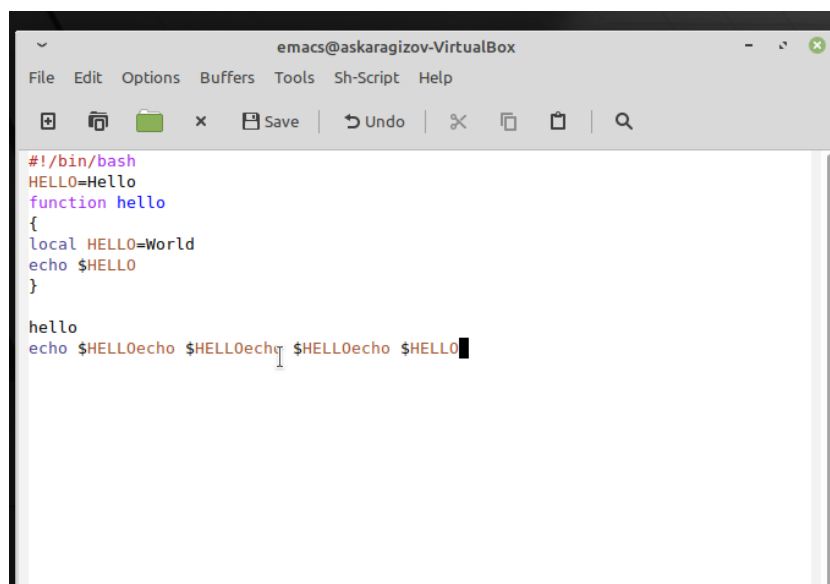 emacs@askaragizov-VirtualBox
File Edit Options Buffers Tools Sh-Script Help
Save Undo
#!/bin/bash
HELLO=Hello
function hello
{
local HELLO=World
echo $HELLO
}
hello
echo $HELLOecho $HELLOecho $HELLOecho $HELLO